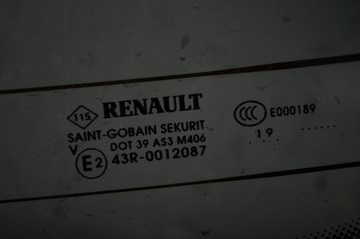 115 RENAULT
SAINT-GOBAIN SEKURIT
V DOT 39 AS3 M406
E2 43R-0012087
CCC E000189
19